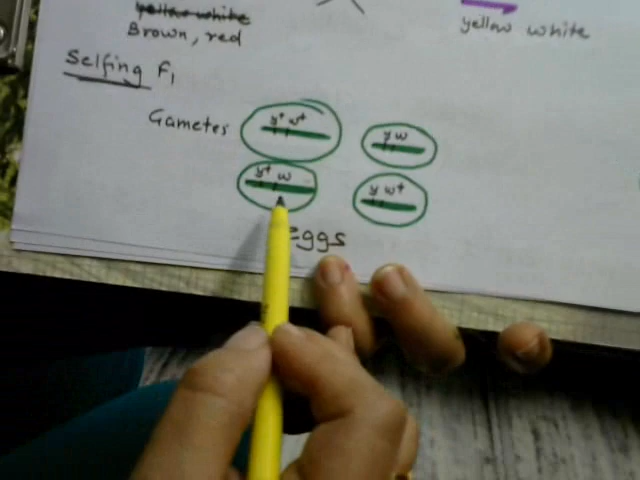 yellow white
Brown, red
yellow white
Selfing F₁
Gametes
y⁺ w⁺
y w
y⁺ w
y w⁺
eggs